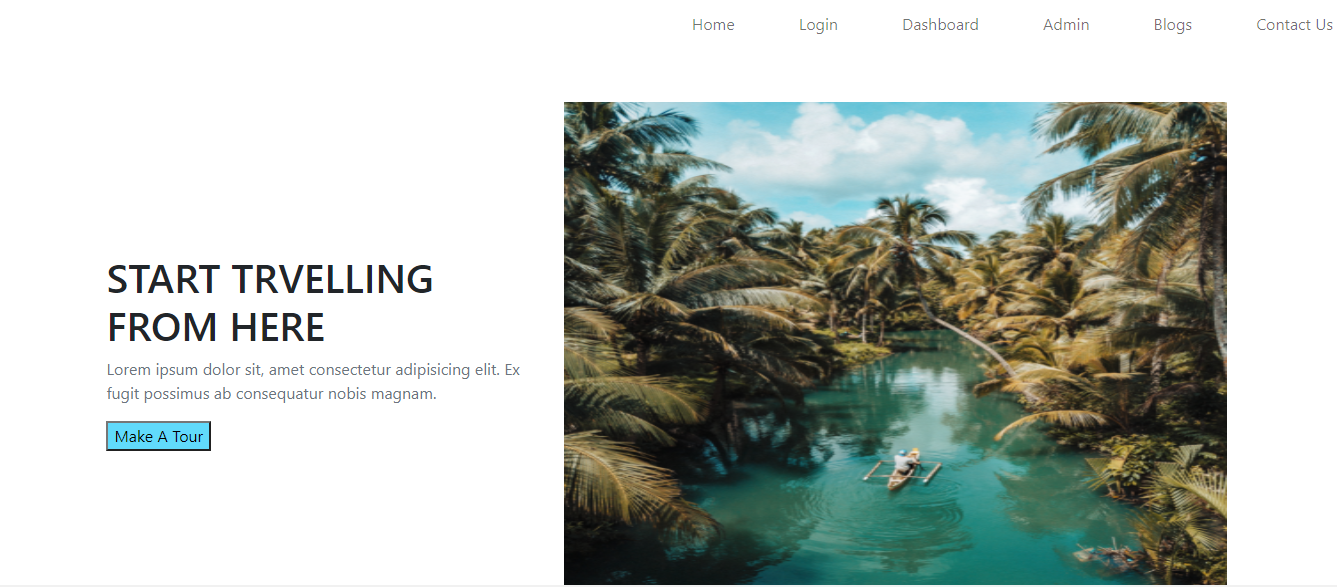 Home Login Dashboard Admin Blogs Contact Us
START TRVELLING
FROM HERE
Lorem ipsum dolor sit, amet consectetur adipisicing elit. Ex
fugit possimus ab consequatur nobis magnam.
Make A Tour